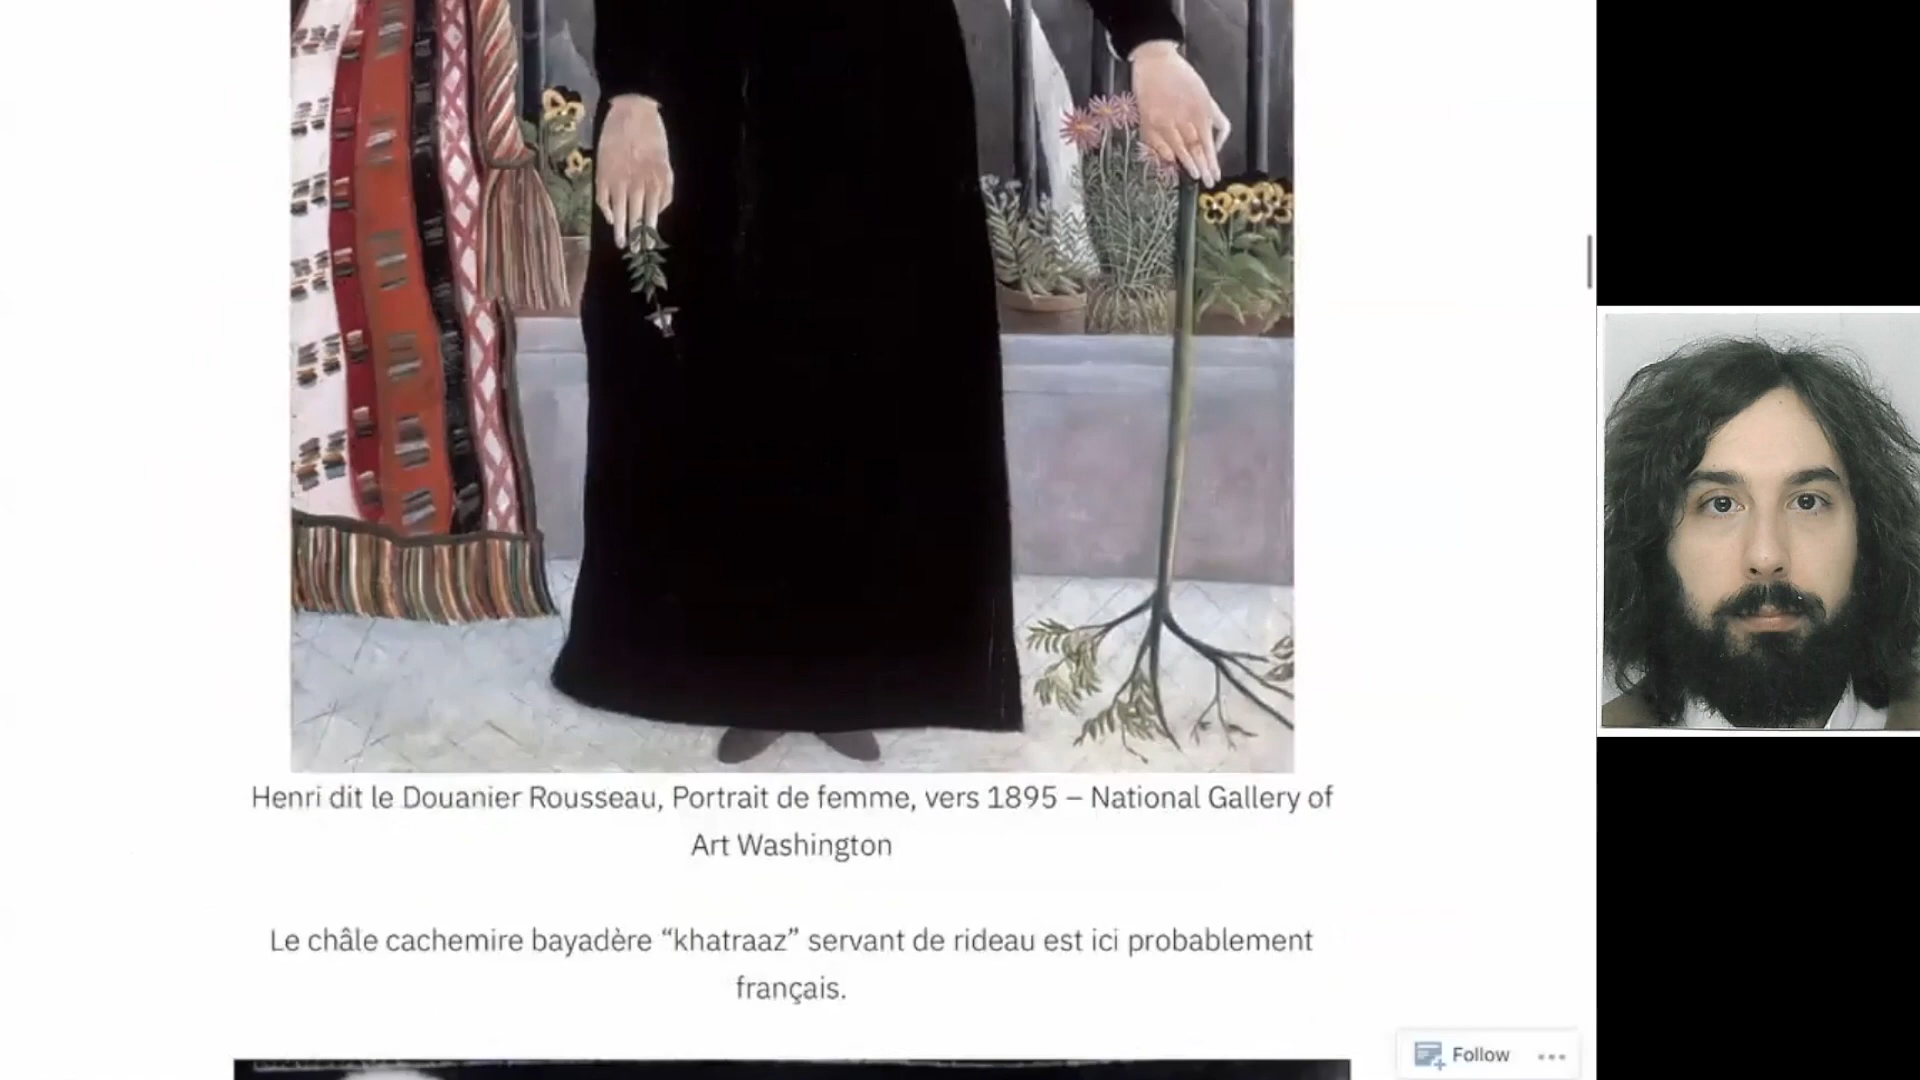 Henri dit le Douanier Rousseau, Portrait de femme, vers 1895 – National Gallery of
Art Washington
Le châle cachemire bayadère “khatraaz” servant de rideau est ici probablement
français.
Follow